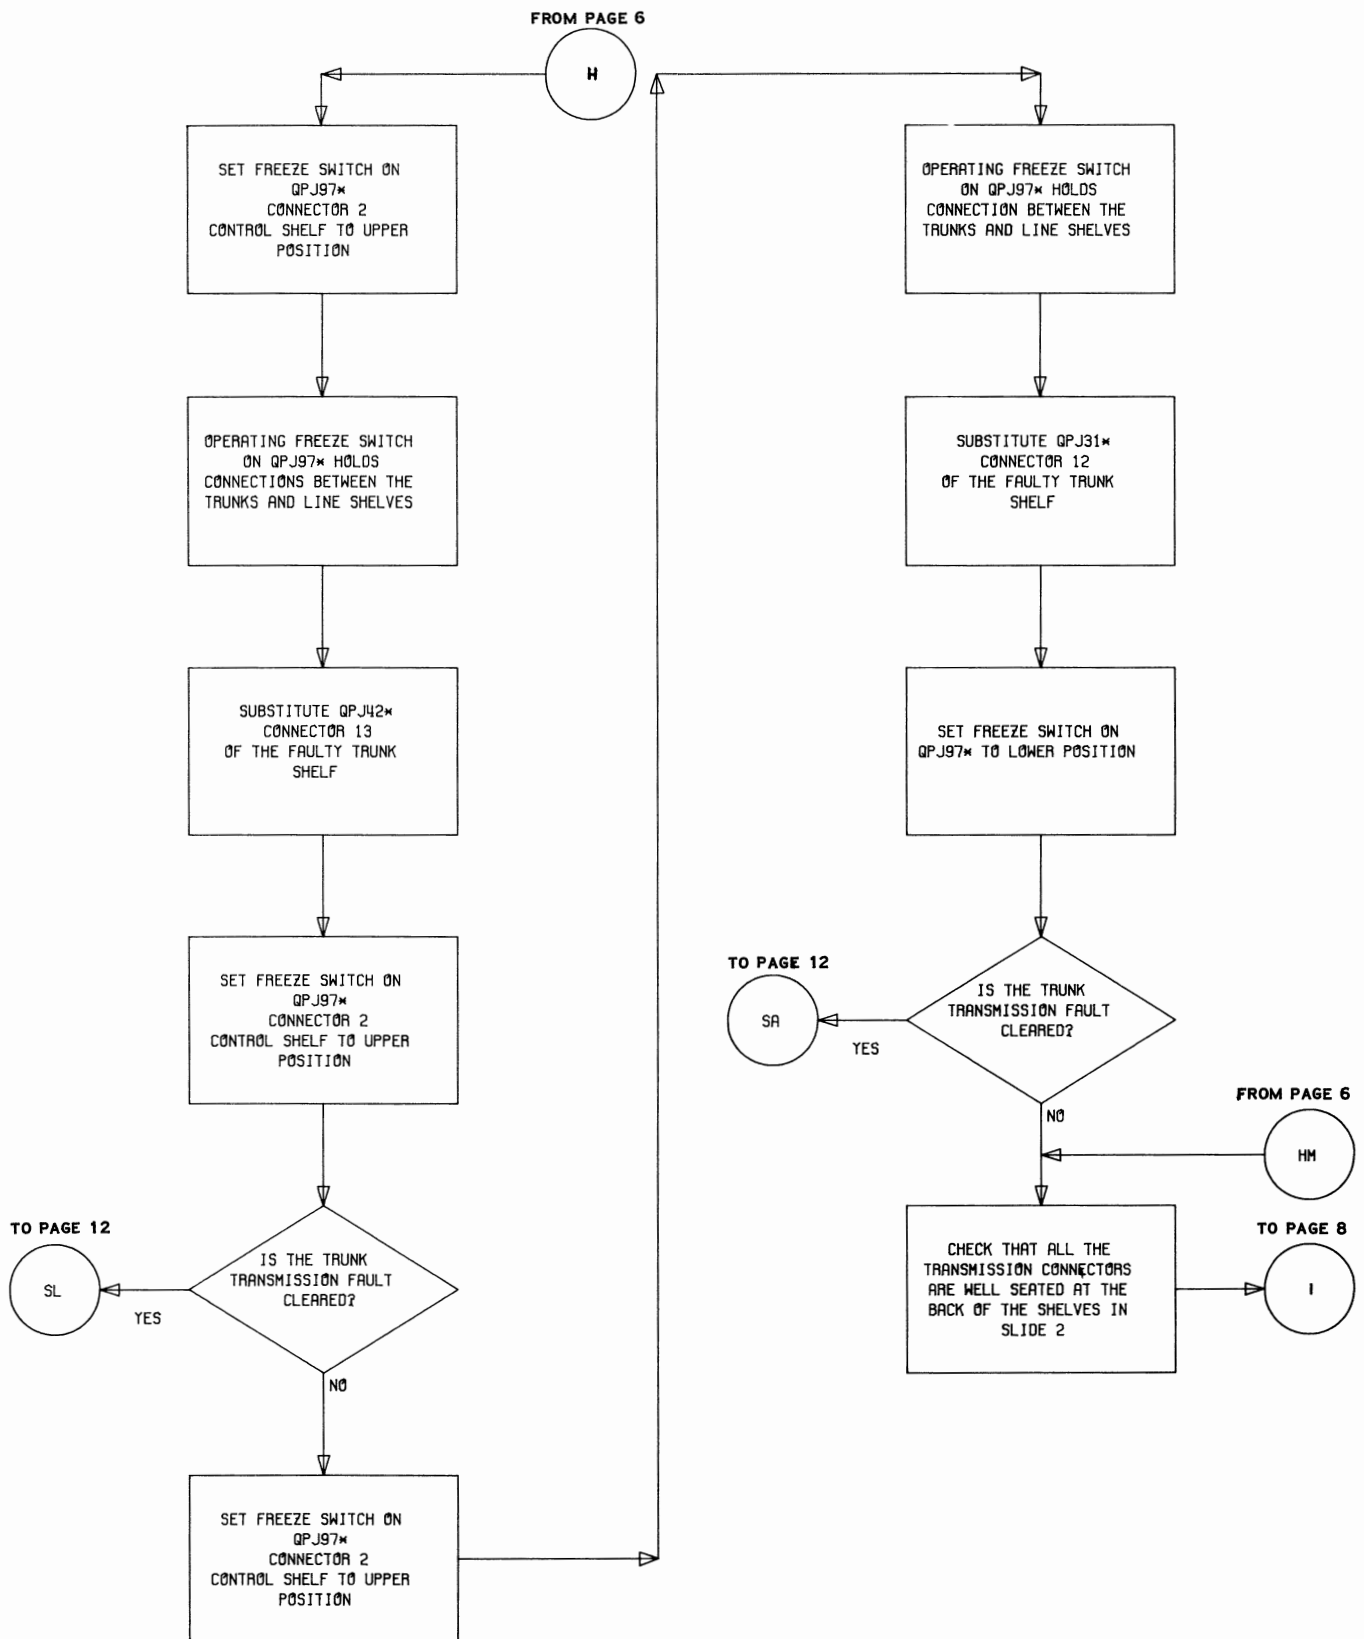 FROM PAGE 6
H
SET FREEZE SWITCH ON
QPJ97*
CONNECTOR 2
CONTROL SHELF TO UPPER
POSITION
OPERATING FREEZE SWITCH
ON QPJ97* HOLDS
CONNECTIONS BETWEEN THE
TRUNKS AND LINE SHELVES
SUBSTITUTE QPJ42*
CONNECTOR 13
OF THE FAULTY TRUNK
SHELF
SET FREEZE SWITCH ON
QPJ97*
CONNECTOR 2
CONTROL SHELF TO UPPER
POSITION
IS THE TRUNK
TRANSMISSION FAULT
CLEARED?
TO PAGE 12
SL
YES
NO
SET FREEZE SWITCH ON
QPJ97*
CONNECTOR 2
CONTROL SHELF TO UPPER
POSITION
OPERATING FREEZE SWITCH
ON QPJ97* HOLDS
CONNECTION BETWEEN THE
TRUNKS AND LINE SHELVES
SUBSTITUTE QPJ31*
CONNECTOR 12
OF THE FAULTY TRUNK
SHELF
SET FREEZE SWITCH ON
QPJ97* TO LOWER POSITION
IS THE TRUNK
TRANSMISSION FAULT
CLEARED?
TO PAGE 12
SA
YES
NO
FROM PAGE 6
HM
CHECK THAT ALL THE
TRANSMISSION CONNECTORS
ARE WELL SEATED AT THE
BACK OF THE SHELVES IN
SLIDE 2
TO PAGE 8
I